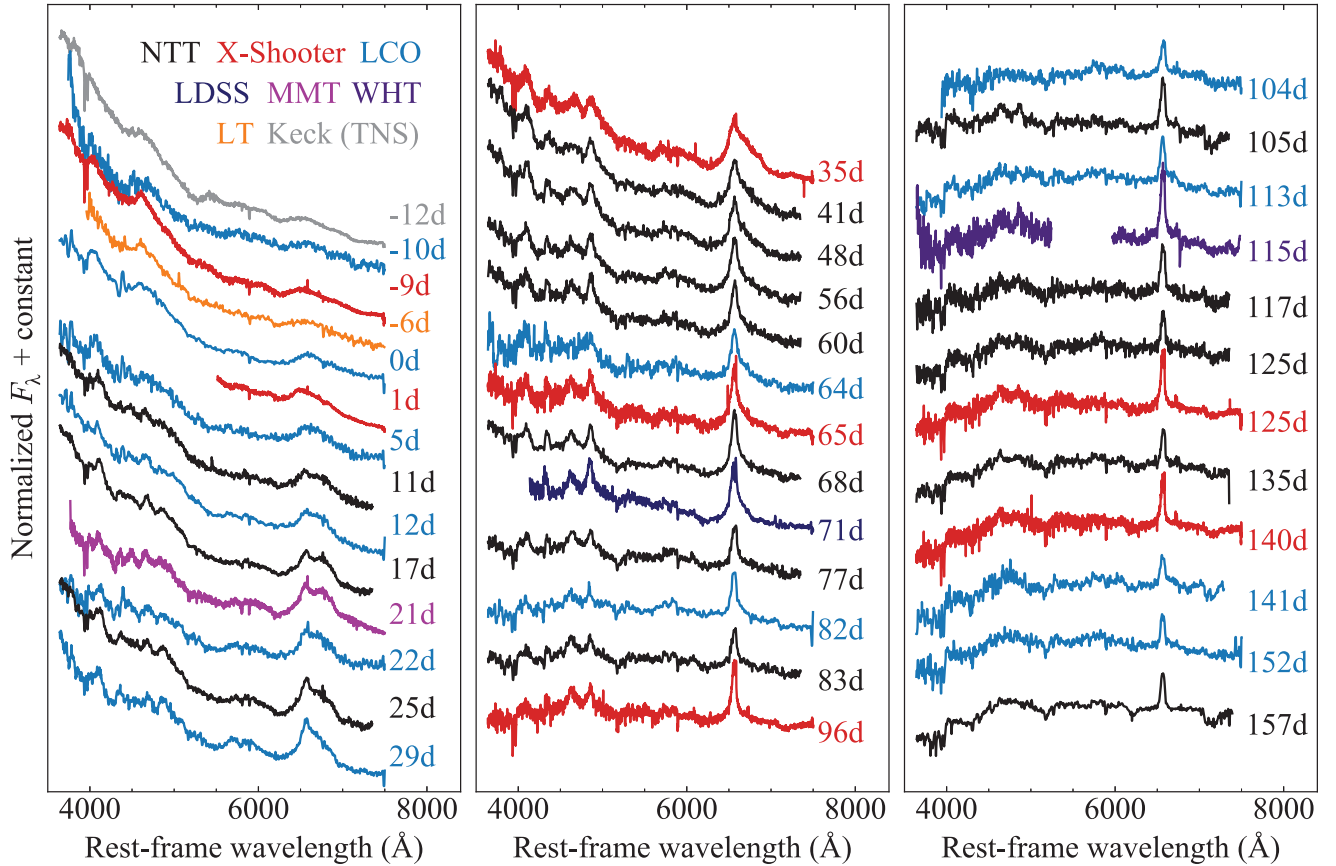 NTT X-Shooter LCO
LDSS MMT WHT
LT Keck (TNS)
-12d
-10d
-9d
-6d
0d
1d
5d
11d
12d
17d
21d
22d
25d
29d
35d
41d
48d
56d
60d
64d
65d
68d
71d
77d
82d
83d
96d
104d
105d
113d
115d
117d
125d
125d
135d
140d
141d
152d
157d
Normalized Fλ + constant
4000 6000 8000
4000 6000 8000
4000 6000 8000
Rest-frame wavelength (Å)
Rest-frame wavelength (Å)
Rest-frame wavelength (Å)